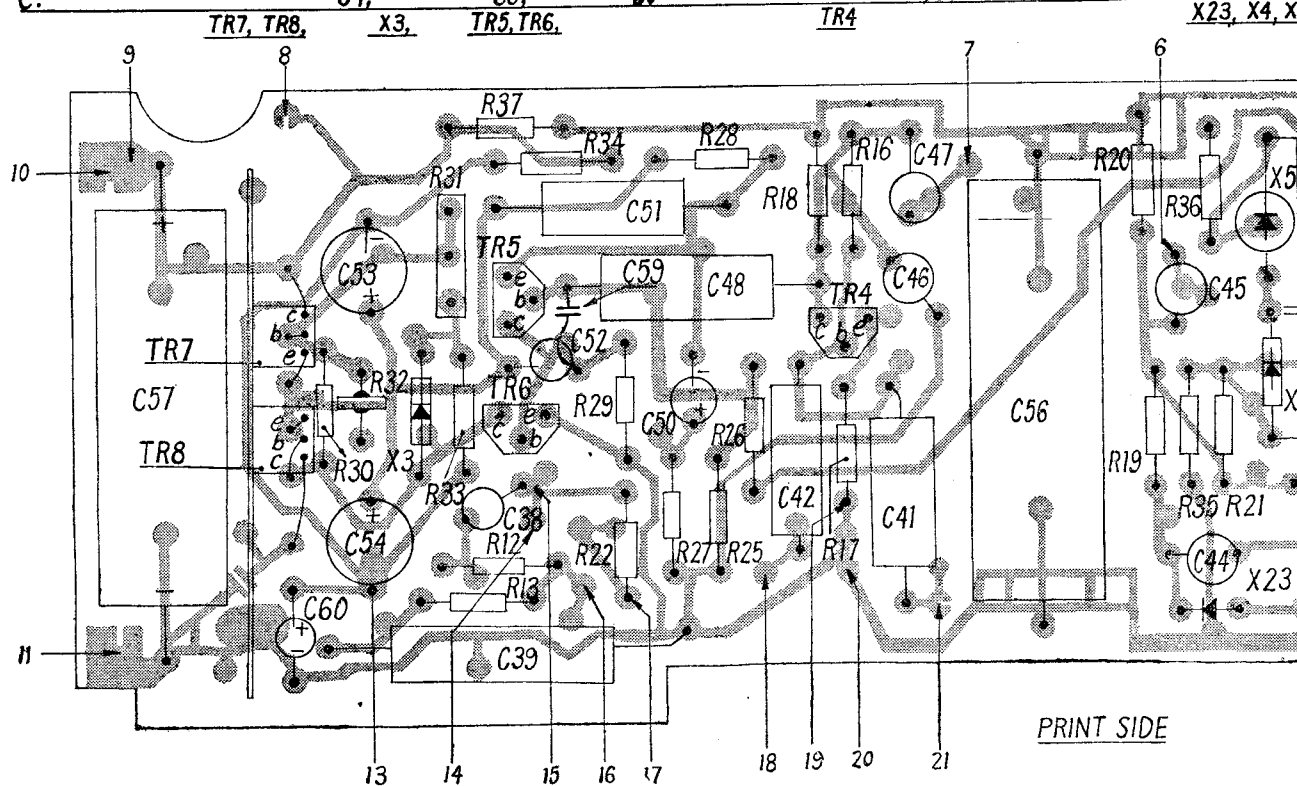 C.
TR7, TR8,
X3,
TR5, TR6,
TR4
X23, X4, X
9
8
7
6
R37
R34
R28
R16
C47
R20
10
R31
C51
R18
R36
X5
TR5
C53
C59
C48
C46
C45
e
b
c
TR4
c b e
C52
c
b
e
TR7
TR6
R32
R29
C57
C50
R26
C56
X
c e
b
e
b
c
TR8
R30
X3
R33
R19
C38
C42
C41
R35 R21
C54
R12
R22
R27
R25
R17
C44
R13
X23
C60
C39
11
PRINT SIDE
13
14
15
16
17
18
19
20
21